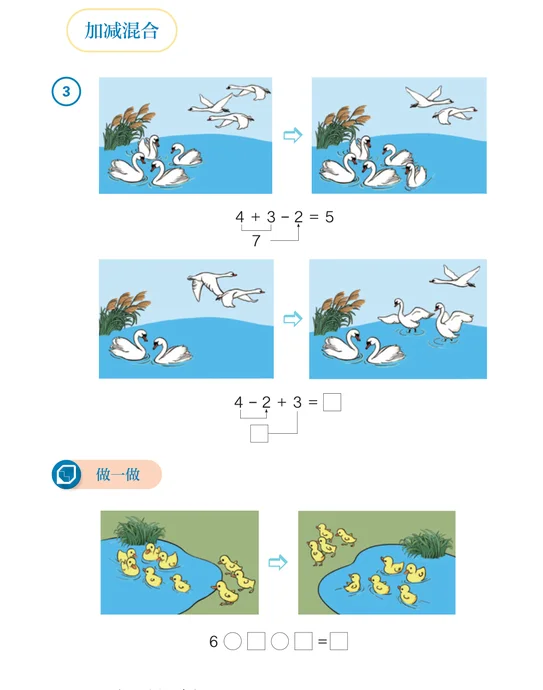 加减混合
3
4 + 3 − 2 = 5
7
4 − 2 + 3 = □
□
做一做
6 ○ □ ○ □ = □